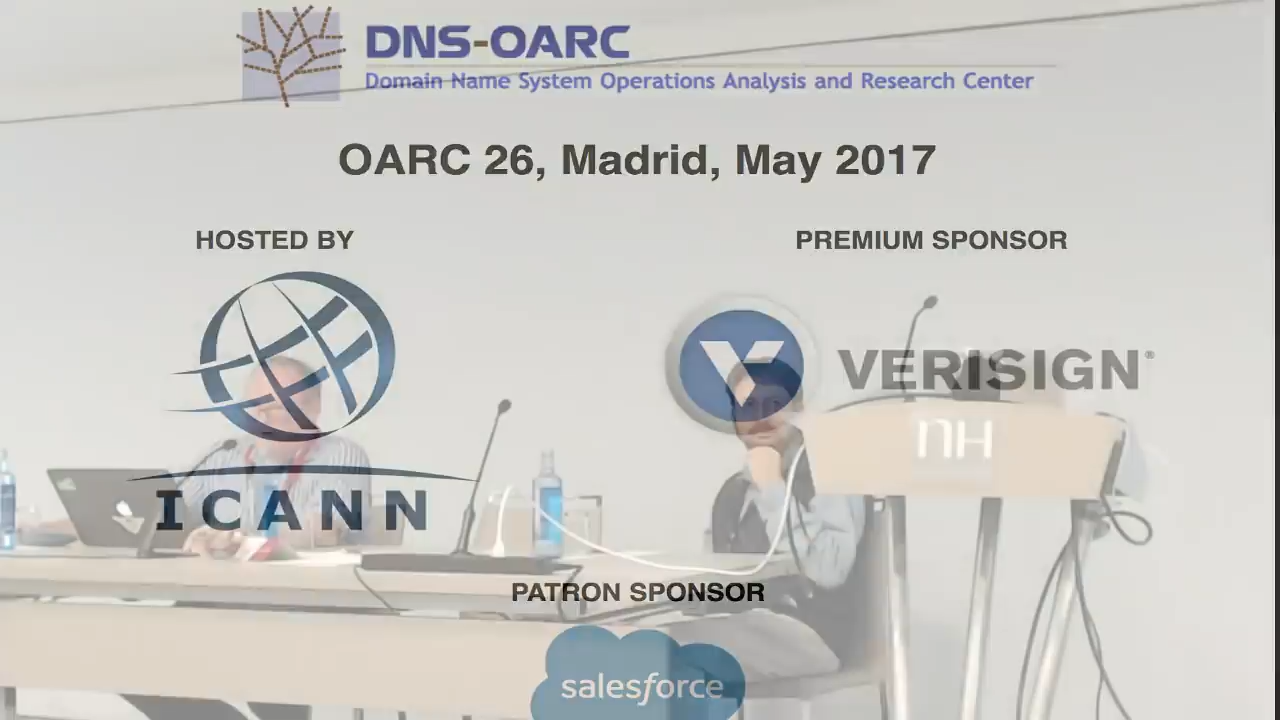 DNS-OARC
Domain Name System Operations Analysis and Research Center
OARC 26, Madrid, May 2017
HOSTED BY
PREMIUM SPONSOR
ICANN
VERISIGN®
NH
PATRON SPONSOR
salesforce